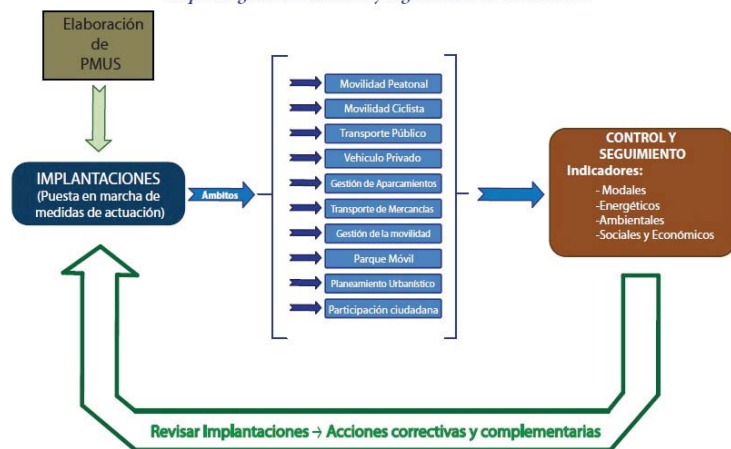 Elaboración
de
PMUS
IMPLANTACIONES
(Puesta en marcha de
medidas de actuación)
Ámbitos
Movilidad Peatonal
Movilidad Ciclista
Transporte Público
Vehículo Privado
Gestión de Aparcamientos
Transporte de Mercancías
Gestión de la movilidad
Parque Móvil
Planeamiento Urbanístico
Participación ciudadana
CONTROL Y
SEGUIMIENTO
Indicadores:
- Modales
-Energéticos
-Ambientales
-Sociales y Económicos
Revisar Implantaciones → Acciones correctivas y complementarias